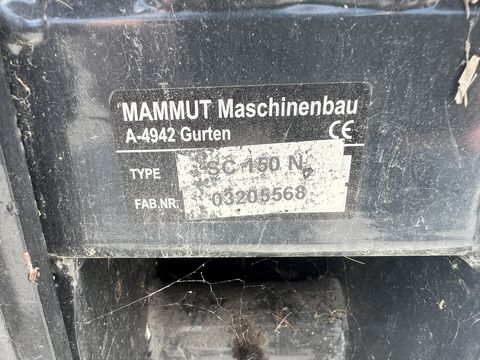 MAMMUT Maschinenbau
A-4942 Gurten CE
TYPE SC 150 N
FAB.NR. 03205568